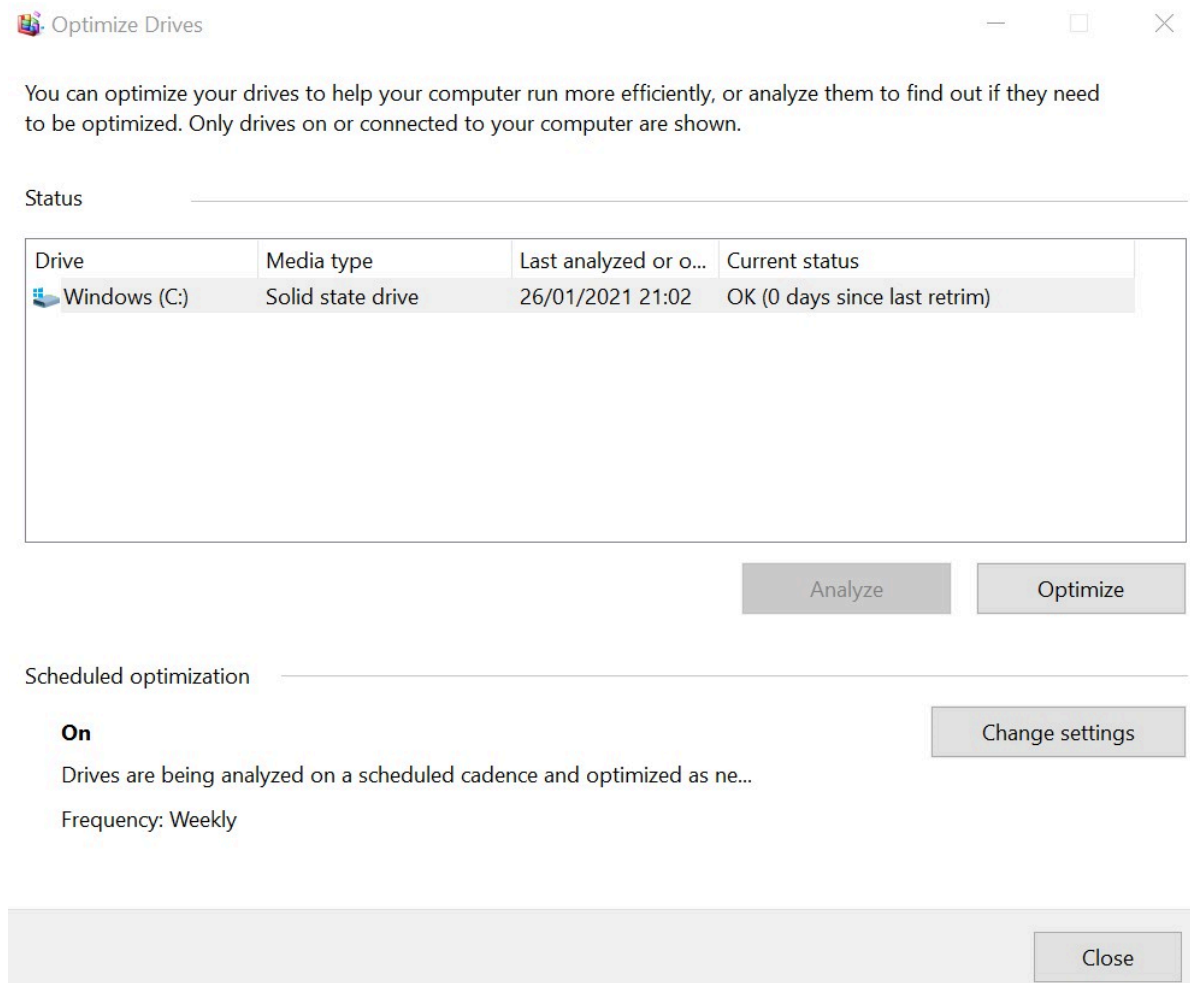 Optimize Drives
You can optimize your drives to help your computer run more efficiently, or analyze them to find out if they need
to be optimized. Only drives on or connected to your computer are shown.
Status
Drive Media type Last analyzed or o... Current status
Windows (C:) Solid state drive 26/01/2021 21:02 OK (0 days since last retrim)
Analyze Optimize
Scheduled optimization
On
Change settings
Drives are being analyzed on a scheduled cadence and optimized as ne...
Frequency: Weekly
Close